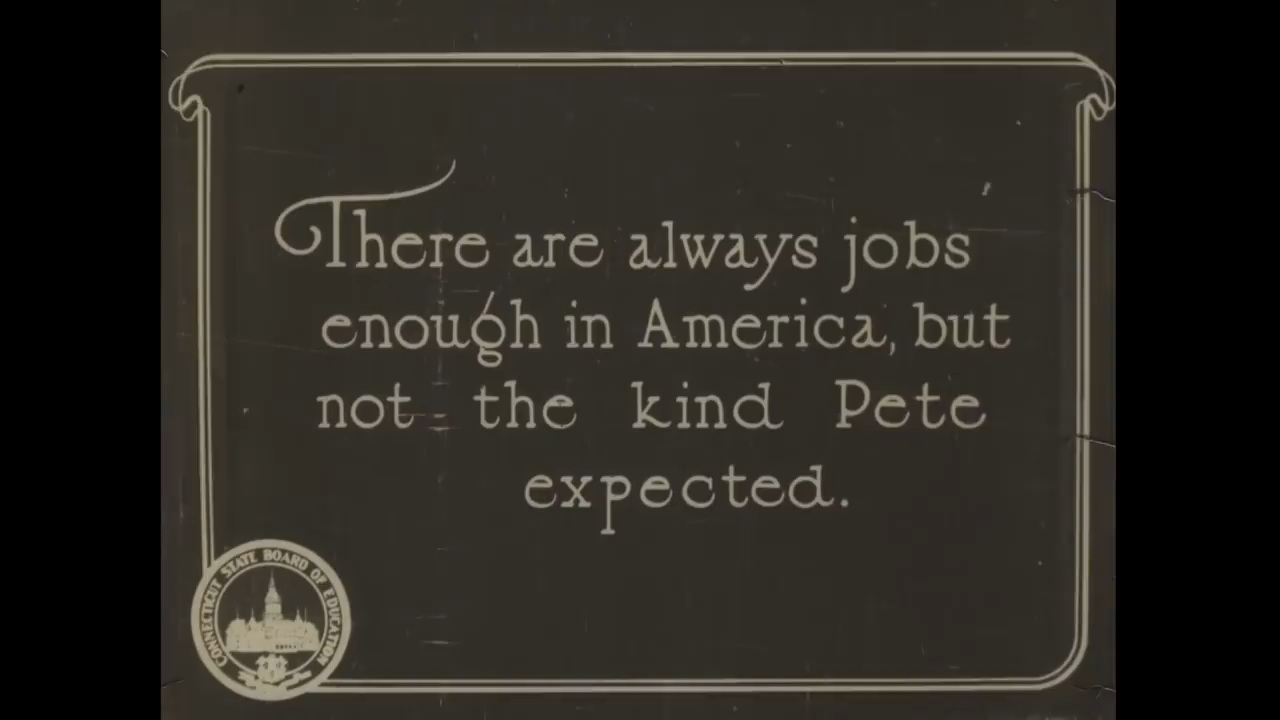 There are always jobs
enough in America, but
not the kind Pete
expected.
CONNECTICUT STATE BOARD OF EDUCATION